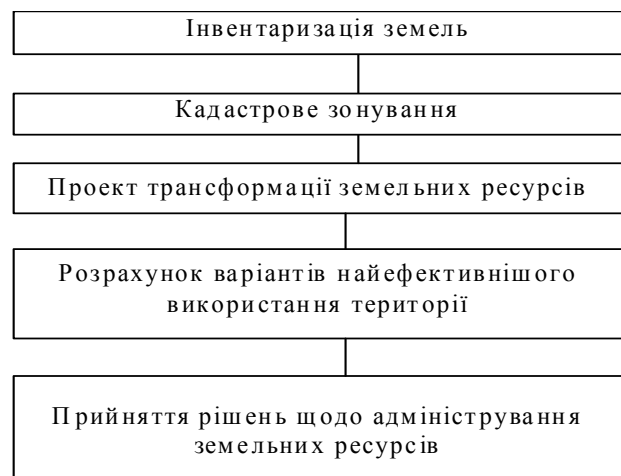 Інвентаризація земель
Кадастрове зонування
Проект трансформації земельних ресурсів
Розрахунок варіантів найефективнішого
використання території
Прийняття рішень щодо адміністрування
земельних ресурсів